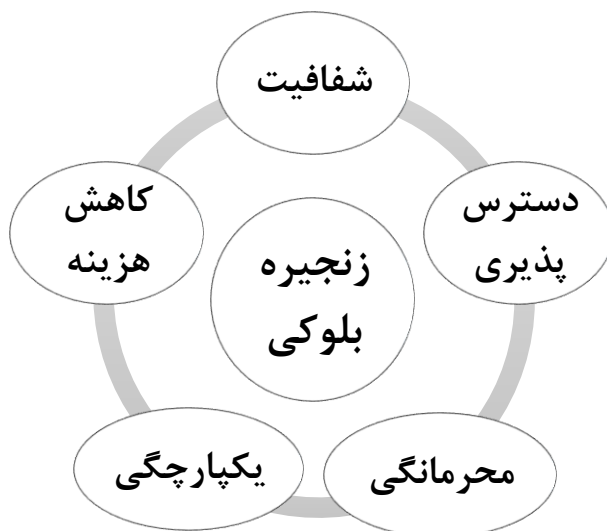 شفافیت
دسترس
پذیری
محرمانگی
یکپارچگی
کاهش
هزینه
زنجیره
بلوکی